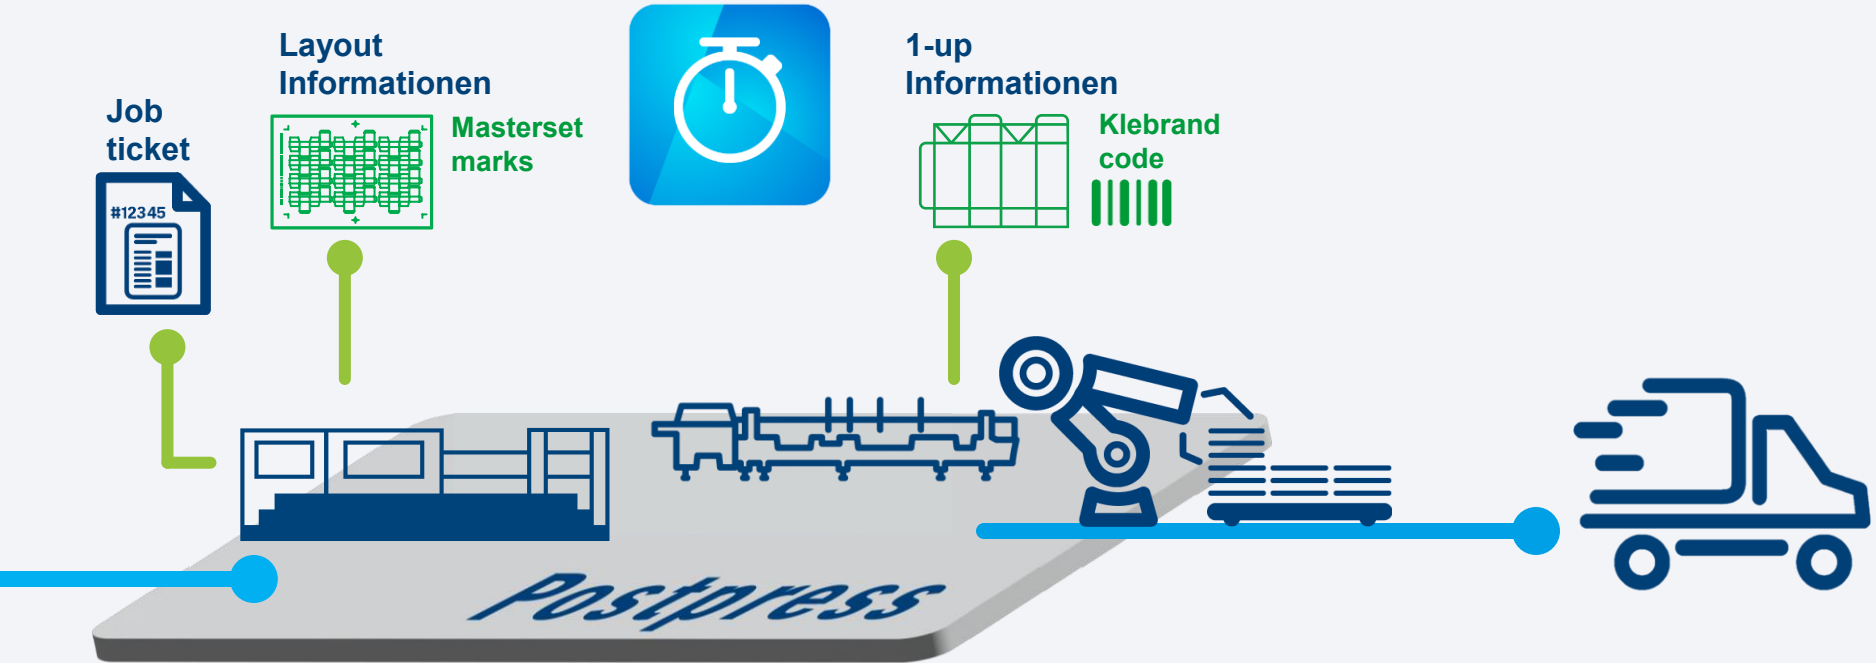 Job
ticket
#12345
Layout
Informationen
Masterset
marks
1-up
Informationen
Klebrand
code
Postpress